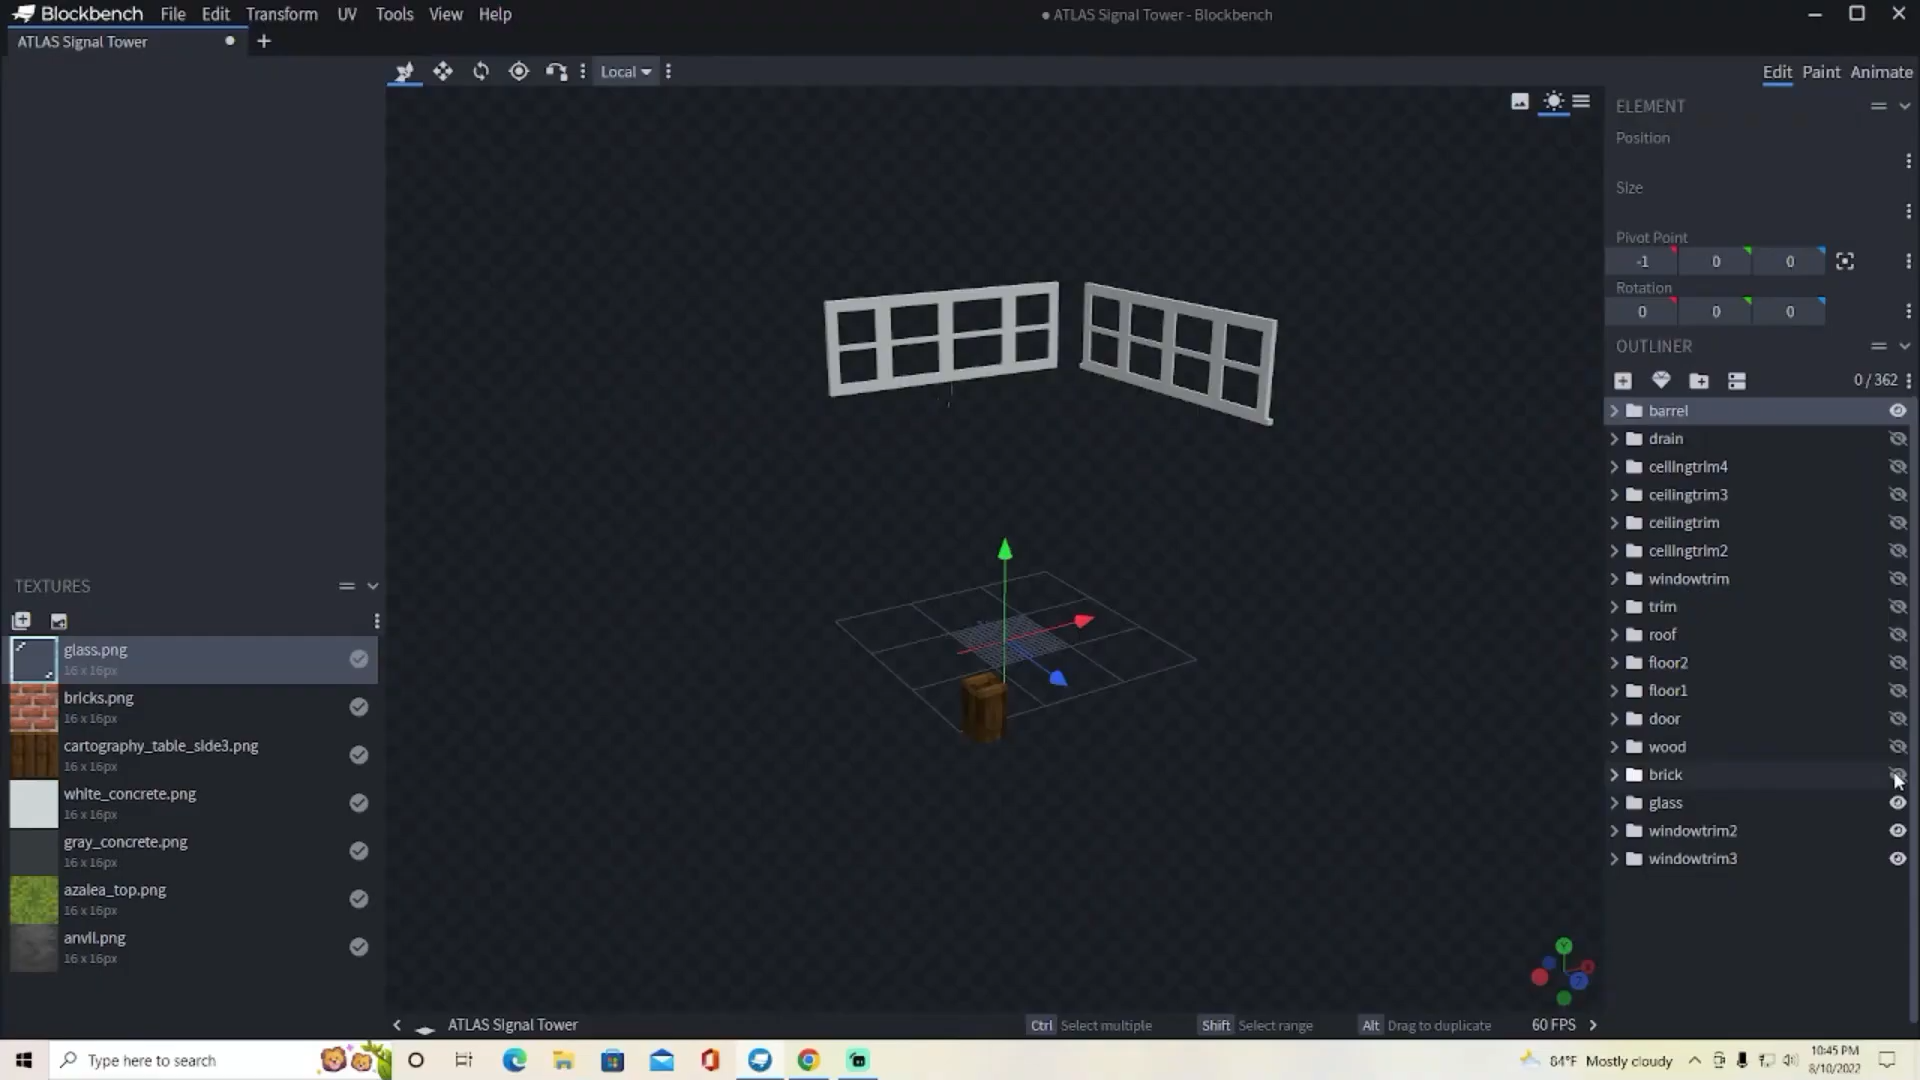 Blockbench File Edit Transform UV Tools View Help
● ATLAS Signal Tower - Blockbench
ATLAS Signal Tower
Local
Edit Paint Animate
ELEMENT
Position
Size
Pivot Point
-1 0 0
Rotation
0 0 0
OUTLINER
0 / 362
barrel
drain
ceilingtrim4
ceilingtrim3
ceilingtrim
ceilingtrim2
windowtrim
trim
roof
floor2
floor1
door
wood
brick
glass
windowtrim2
windowtrim3
TEXTURES
glass.png
16 x 16px
bricks.png
16 x 16px
cartography_table_side3.png
16 x 16px
white_concrete.png
16 x 16px
gray_concrete.png
16 x 16px
azalea_top.png
16 x 16px
anvil.png
16 x 16px
Y
Z
ATLAS Signal Tower
Ctrl Select multiple Shift Select range Alt Drag to duplicate 60 FPS
Type here to search
84°F Mostly cloudy
10:45 PM
8/10/2022